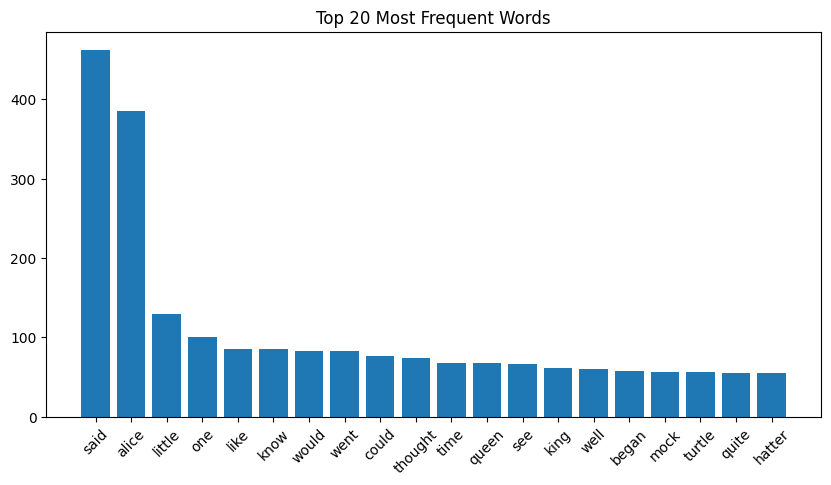 Top 20 Most Frequent Words
400
300
200
100
0
said alice little one like know would went could thought time queen see king well began mock turtle quite hatter